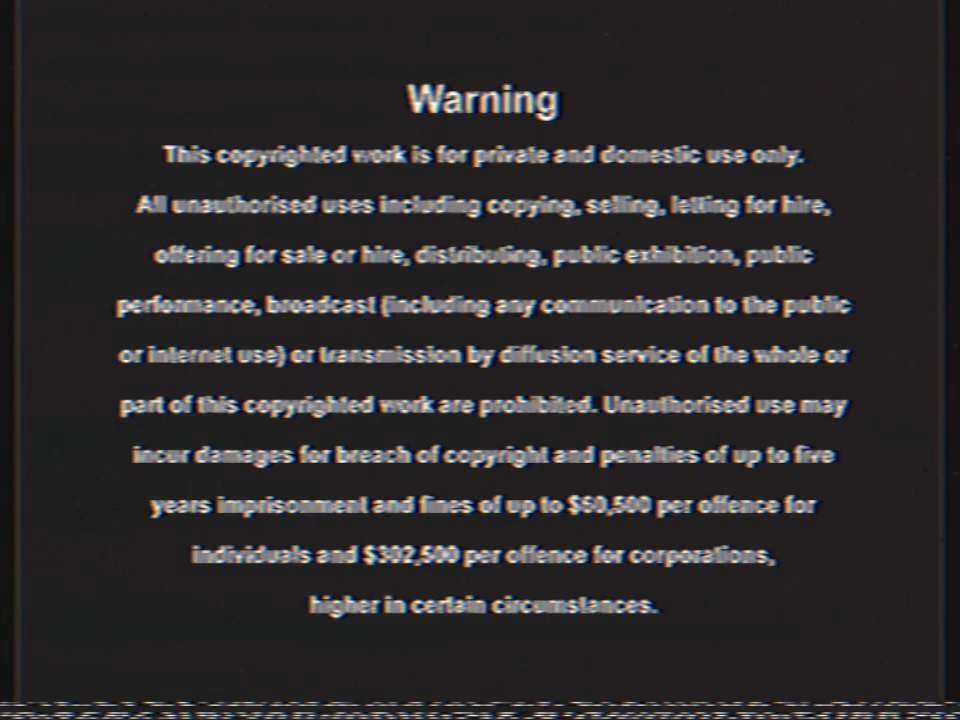 Warning
This copyrighted work is for private and domestic use only.
All unauthorised uses including copying, selling, letting for hire,
offering for sale or hire, distributing, public exhibition, public
performance, broadcast (including any communication to the public
or internet use) or transmission by diffusion service of the whole or
part of this copyrighted work are prohibited. Unauthorised use may
incur damages for breach of copyright and penalties of up to five
years imprisonment and fines of up to $60,500 per offence for
individuals and $302,500 per offence for corporations,
higher in certain circumstances.